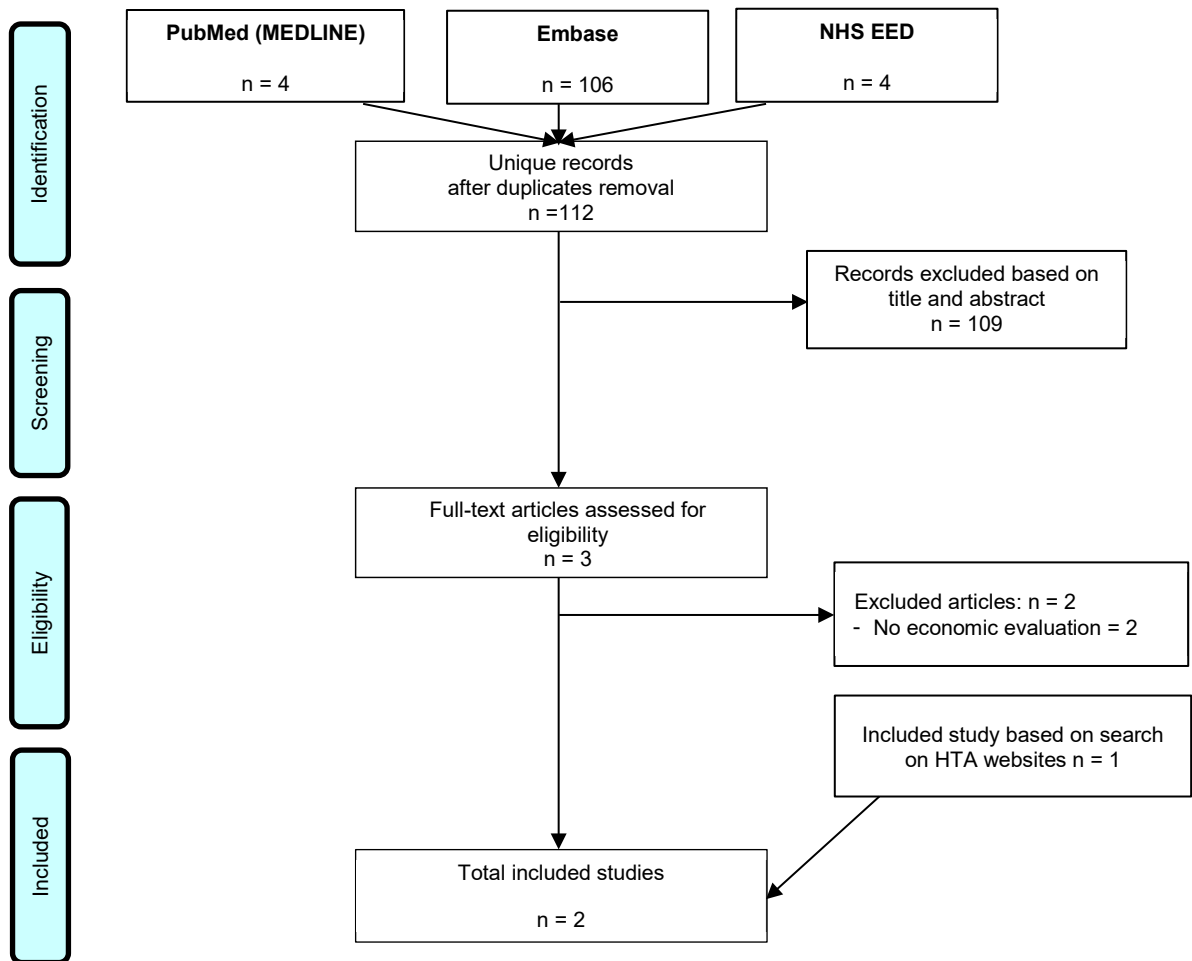 PubMed (MEDLINE)
n = 4
Embase
n = 106
NHS EED
n = 4
Identification
Unique records
after duplicates removal
n =112
Records excluded based on
title and abstract
n = 109
Screening
Full-text articles assessed for
eligibility
n = 3
Eligibility
Excluded articles: n = 2
- No economic evaluation = 2
Included study based on search
on HTA websites n = 1
Included
Total included studies
n = 2